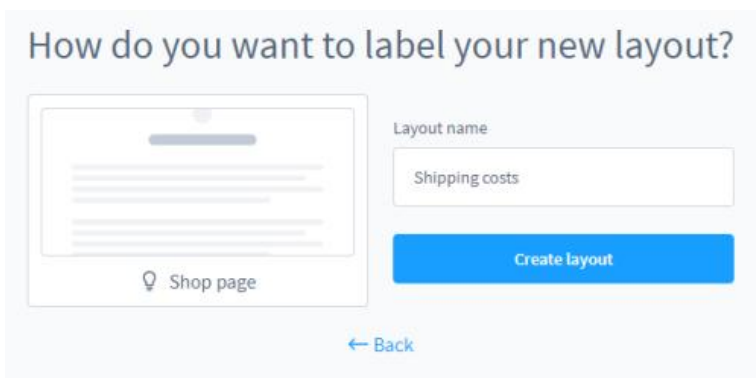 How do you want to label your new layout?
Layout name
Shipping costs
Create layout
Shop page
← Back